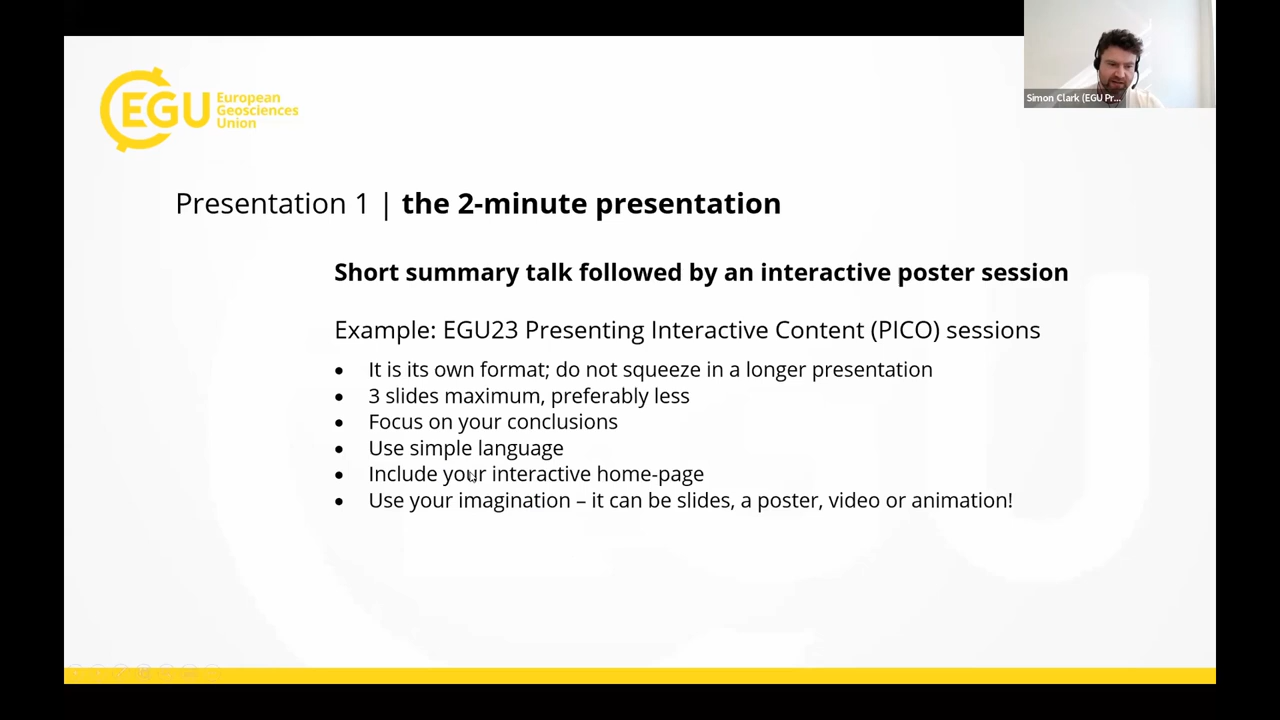 EGU
European
Geosciences
Union
Simon Clark (EGU Pr...
Presentation 1 | the 2-minute presentation
Short summary talk followed by an interactive poster session
Example: EGU23 Presenting Interactive Content (PICO) sessions
• It is its own format; do not squeeze in a longer presentation
• 3 slides maximum, preferably less
• Focus on your conclusions
• Use simple language
• Include your interactive home-page
• Use your imagination – it can be slides, a poster, video or animation!